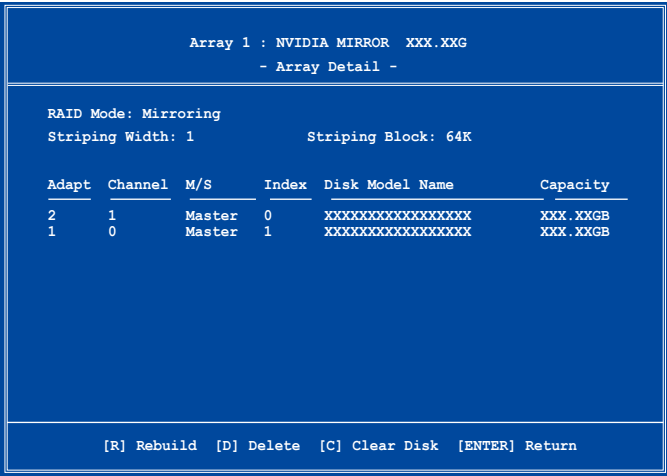 Array 1 : NVIDIA MIRROR  XXX.XXG
- Array Detail -
RAID Mode: Mirroring
Striping Width: 1    Striping Block: 64K
Adapt  Channel  M/S  Index  Disk Model Name  Capacity
2  1  Master  0  XXXXXXXXXXXXXXXXX  XXX.XXGB
1  0  Master  1  XXXXXXXXXXXXXXXXX  XXX.XXGB
[R] Rebuild  [D] Delete  [C] Clear Disk  [ENTER] Return